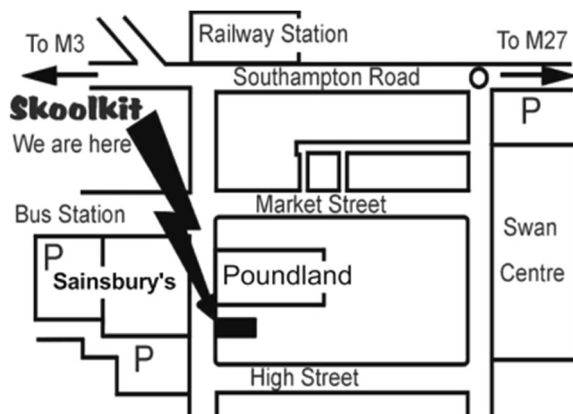 Railway Station
To M3
To M27
Southampton Road
Skoolkit
P
We are here
Market Street
Bus Station
Swan
Centre
P
Sainsbury's
Poundland
P
High Street